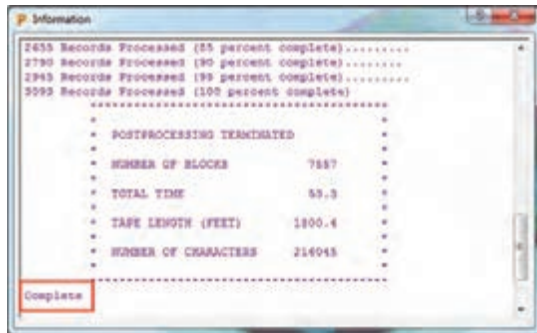 Information
2655 Records Processed (85 percent complete).........
2790 Records Processed (90 percent complete).........
2945 Records Processed (95 percent complete).........
3093 Records Processed (100 percent complete)
POSTPROCESSING TERMINATED
NUMBER OF BLOCKS 7557
TOTAL TIME 53.3
TAPE LENGTH (FEET) 1800.4
NUMBER OF CHARACTERS 216045
Complete